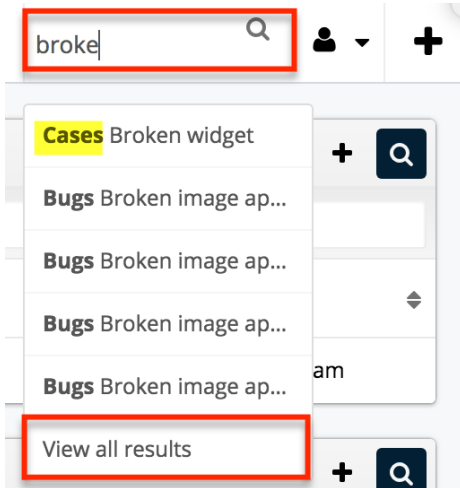 broke
Cases Broken widget
Bugs Broken image ap...
Bugs Broken image ap...
Bugs Broken image ap...
am
Bugs Broken image ap...
View all results